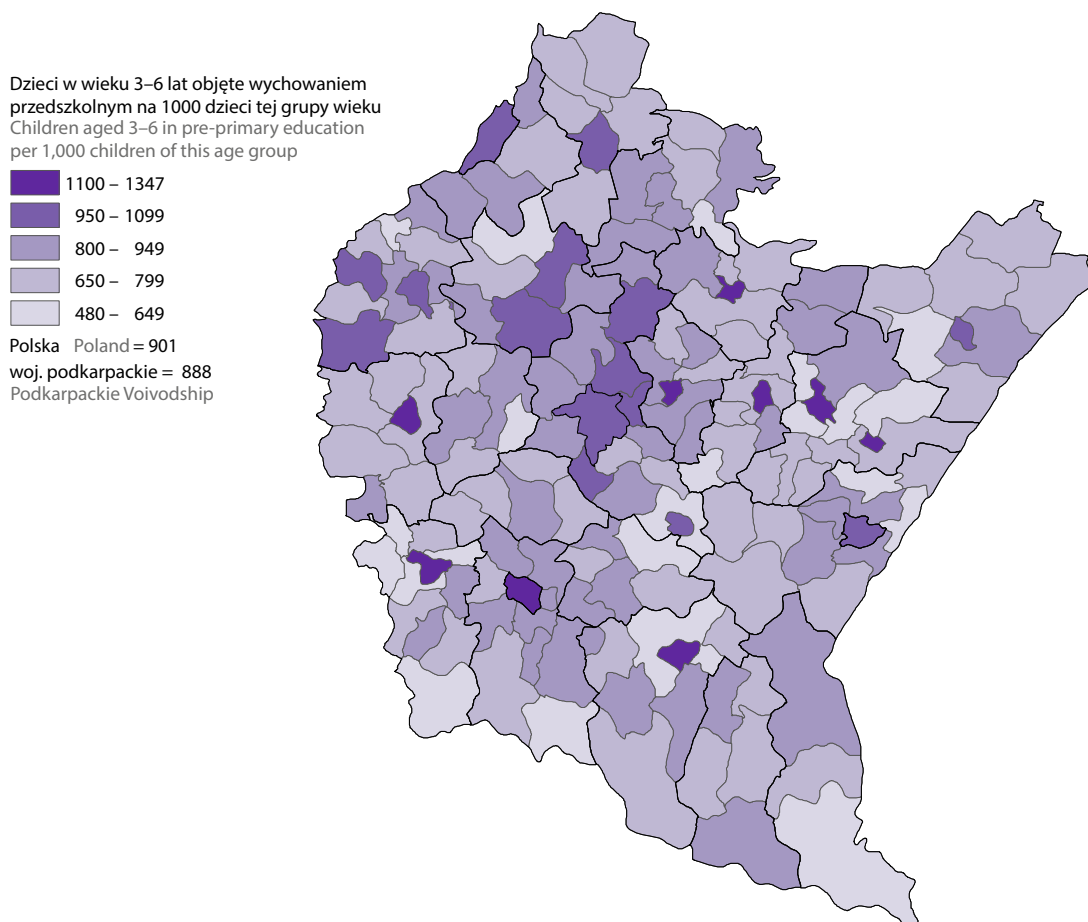 Dzieci w wieku 3–6 lat objęte wychowaniem
przedszkolnym na 1000 dzieci tej grupy wieku
Children aged 3–6 in pre-primary education
per 1,000 children of this age group
1100 – 1347
950 – 1099
800 – 949
650 – 799
480 – 649
Polska Poland = 901
woj. podkarpackie = 888
Podkarpackie Voivodship